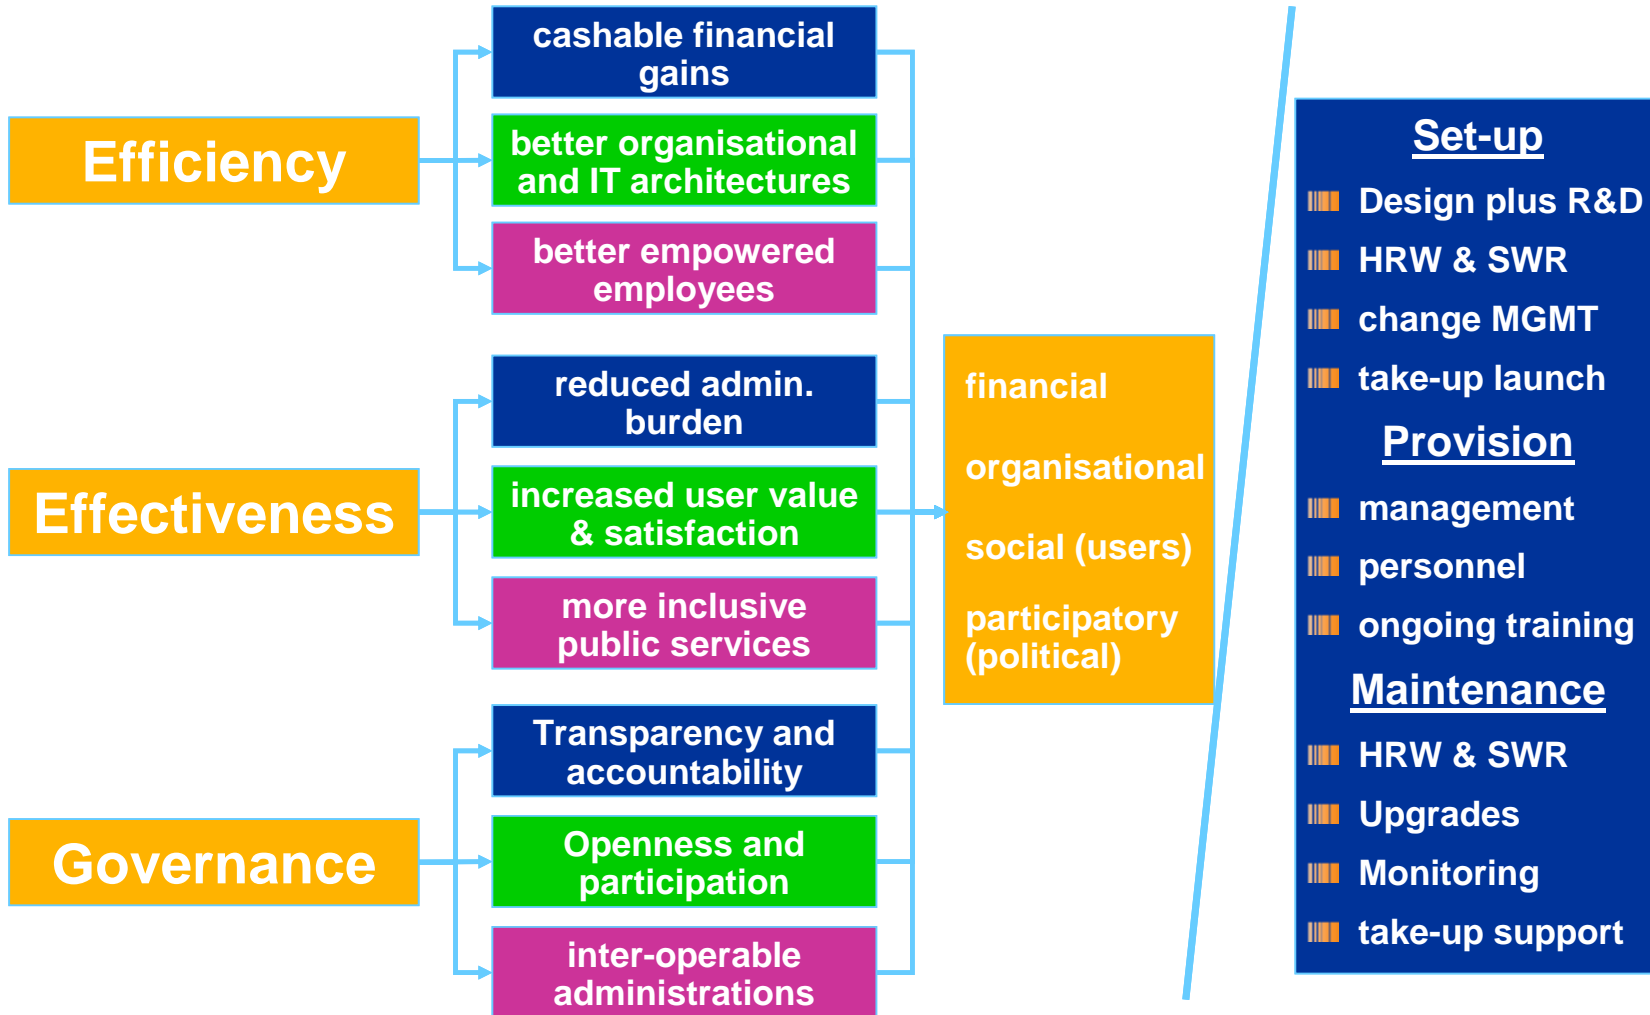 Efficiency
cashable financial
gains
better organisational
and IT architectures
better empowered
employees
Effectiveness
reduced admin.
burden
increased user value
& satisfaction
more inclusive
public services
Governance
Transparency and
accountability
Openness and
participation
inter-operable
administrations
financial
organisational
social (users)
participatory
(political)
Set-up
Design plus R&D
HRW & SWR
change MGMT
take-up launch
Provision
management
personnel
ongoing training
Maintenance
HRW & SWR
Upgrades
Monitoring
take-up support